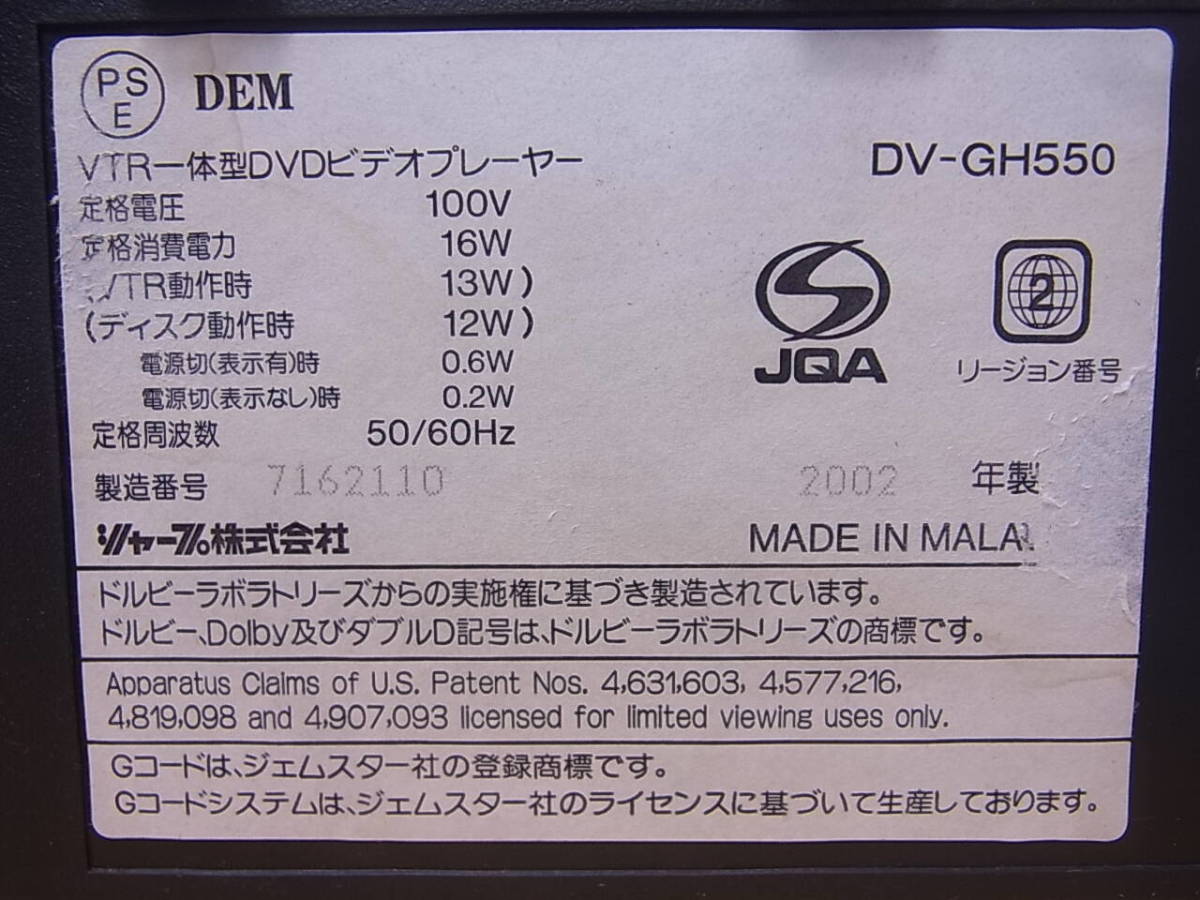 PS E DEM
VTR一体型DVDビデオプレーヤー DV-GH550
定格電圧 100V
定格消費電力 16W
VTR動作時 13W)
(ディスク動作時 12W)
電源切(表示有)時 0.6W
電源切(表示なし)時 0.2W
定格周波数 50/60Hz
JQA
2
リージョン番号
製造番号 7162110 2002 年製
シャープ株式会社 MADE IN MALA
ドルビーラボラトリーズからの実施権に基づき製造されています。
ドルビー、Dolby及びダブルD記号は、ドルビーラボラトリーズの商標です。
Apparatus Claims of U.S. Patent Nos. 4,631,603, 4,577,216,
4,819,098 and 4,907,093 licensed for limited viewing uses only.
Gコードは、ジェムスター社の登録商標です。
Gコードシステムは、ジェムスター社のライセンスに基づいて生産しております。